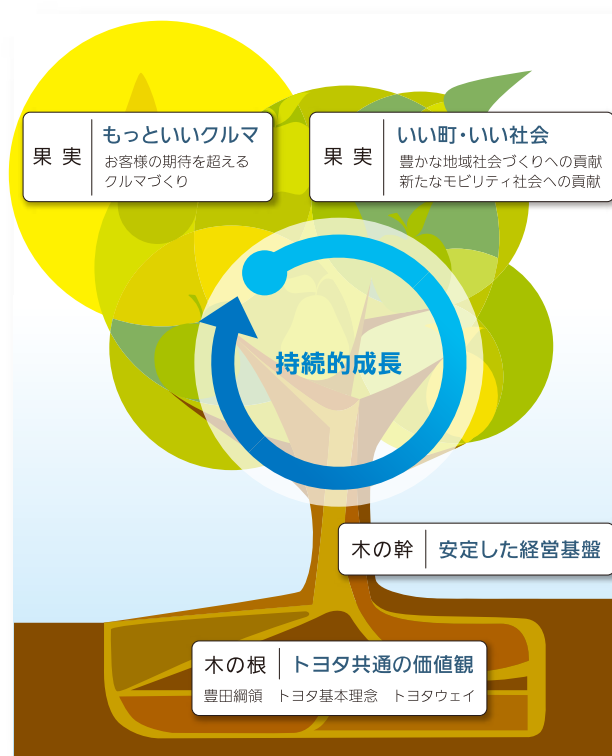 果実 もっといいクルマ
お客様の期待を超える
クルマづくり
果実 いい町・いい社会
豊かな地域社会づくりへの貢献
新たなモビリティ社会への貢献
持続的成長
木の幹 安定した経営基盤
木の根 トヨタ共通の価値観
豊田綱領 トヨタ基本理念 トヨタウェイ